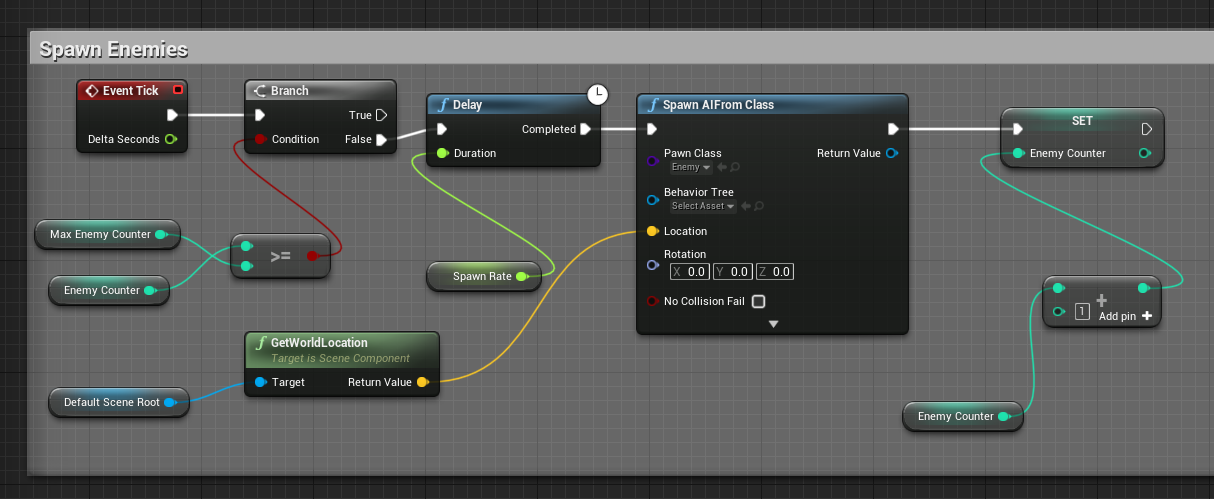 Spawn Enemies
Event Tick
Delta Seconds
Branch
True
Condition
False
Delay
Completed
Duration
Spawn AIFrom Class
Pawn Class
Enemy
Return Value
Behavior Tree
Select Asset
Location
Rotation
X 0.0 Y 0.0 Z 0.0
No Collision Fail
SET
Enemy Counter
Max Enemy Counter
Enemy Counter
>=
Spawn Rate
GetWorldLocation
Target is Scene Component
Target
Return Value
Default Scene Root
+
1
Add pin +
Enemy Counter